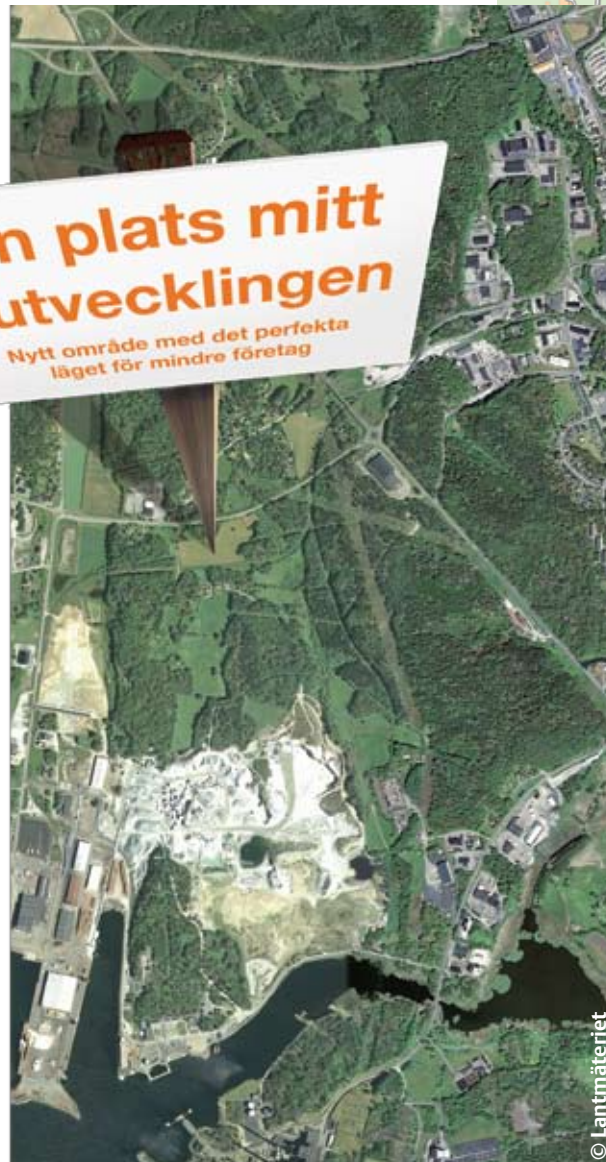 n plats mitt
utvecklingen
Nytt område med det perfekta
läget för mindre företag
© Lantmäteriet